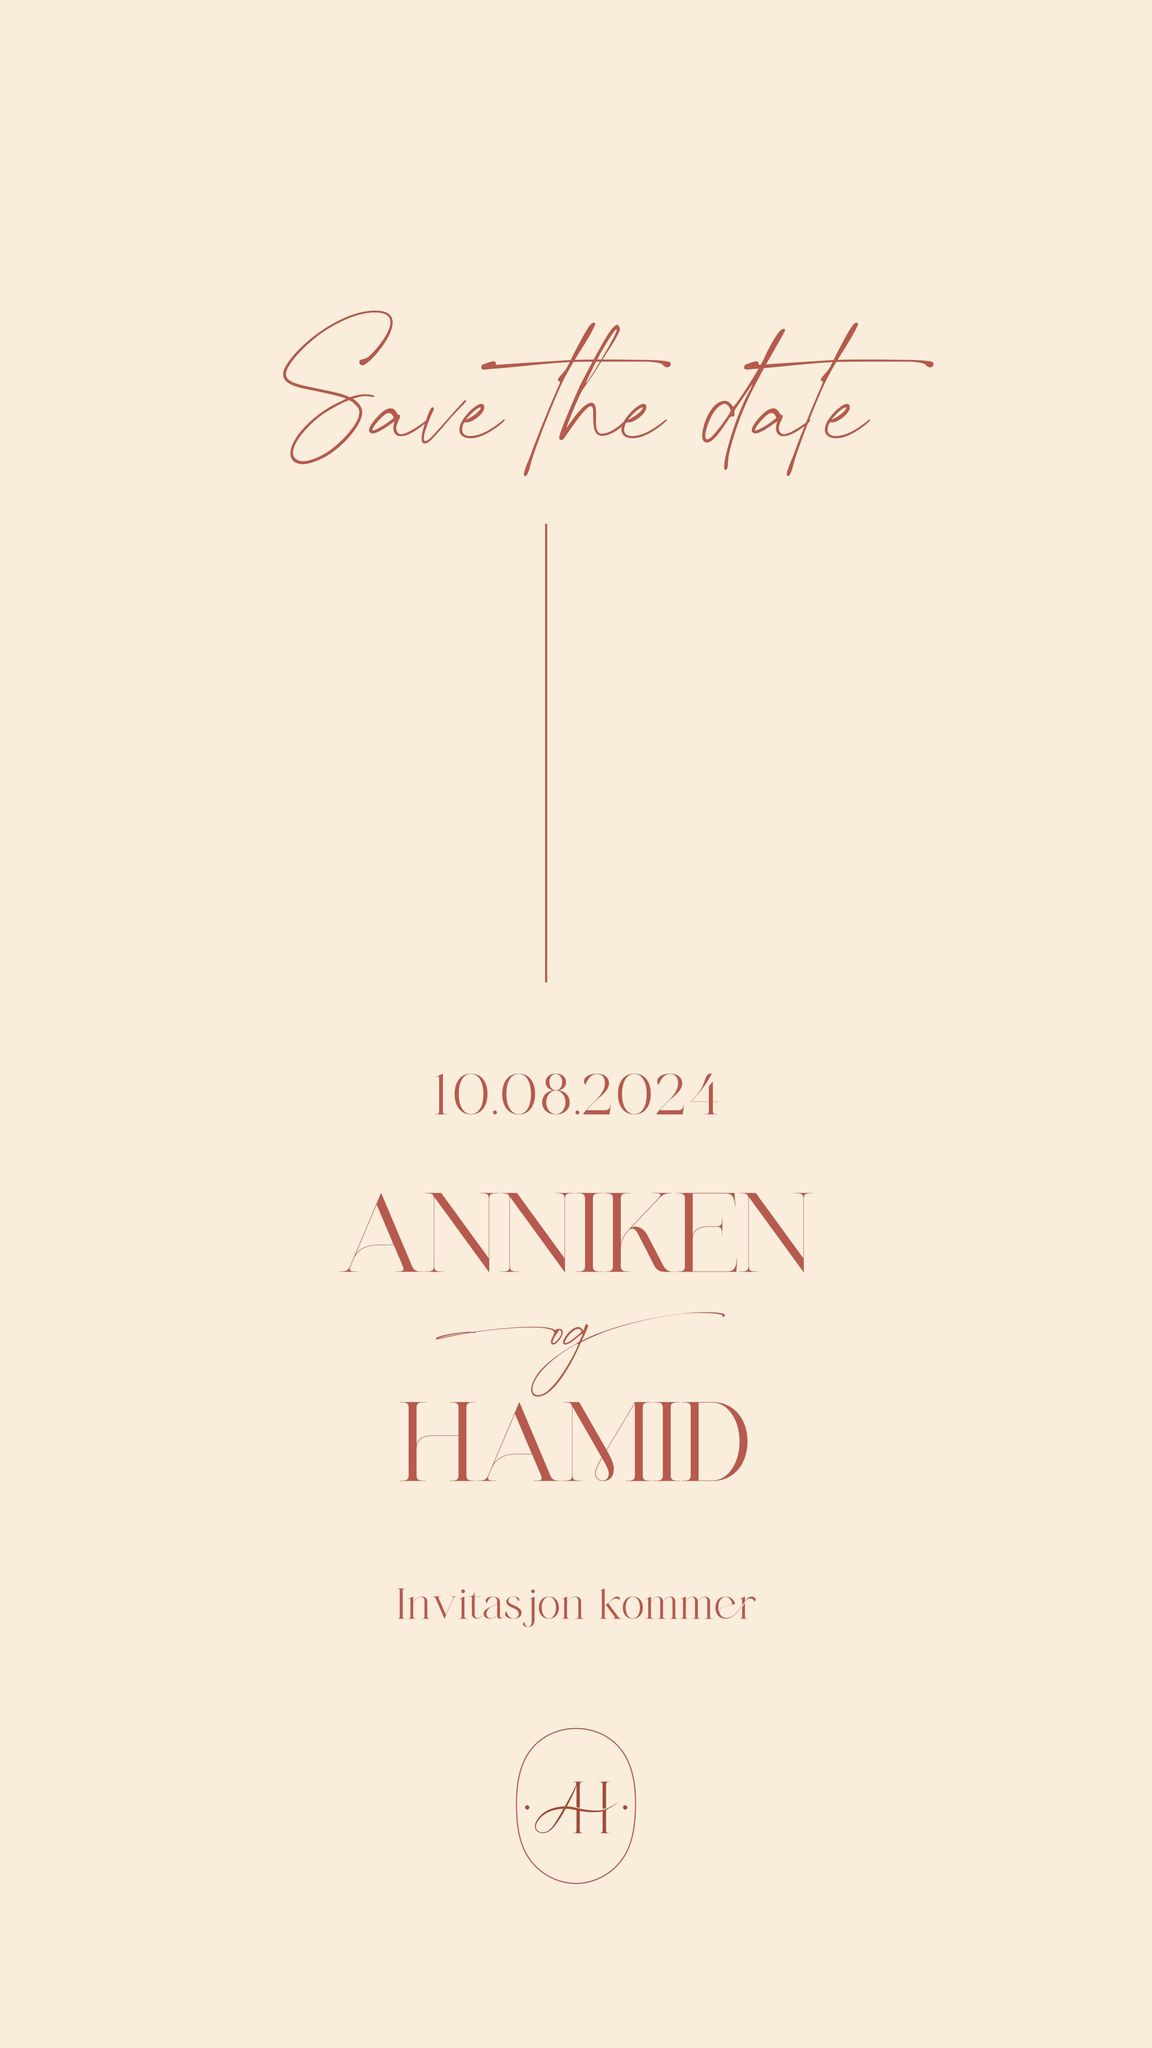 Save the date
10.08.2024
ANNIKEN
og
HAMID
Invitasjon kommer
AH